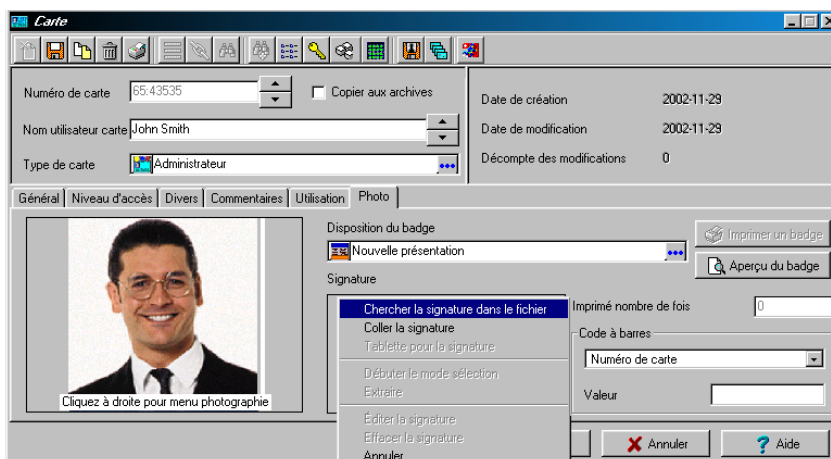 Carte
Numéro de carte 65:43535 Copier aux archives
Nom utilisateur carte John Smith
Type de carte Administrateur
Date de création 2002-11-29
Date de modification 2002-11-29
Décompte des modifications 0
Général Niveau d'accès Divers Commentaires Utilisation Photo
Cliquez à droite pour menu photographie
Disposition du badge
Nouvelle présentation
Imprimer un badge
Aperçu du badge
Signature
Chercher la signature dans le fichier
Coller la signature
Tablette pour la signature
Débuter le mode sélection
Extraire
Éditer la signature
Effacer la signature
Annuler
Imprimé nombre de fois 0
Code à barres
Numéro de carte
Valeur
Annuler
Aide